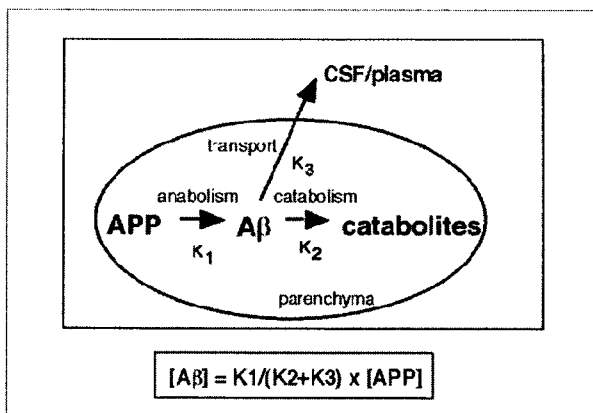 CSF/plasma
transport
K3
anabolism catabolism
APP Aβ catabolites
K1 K2
parenchyma
[Aβ] = K1/(K2+K3) x [APP]